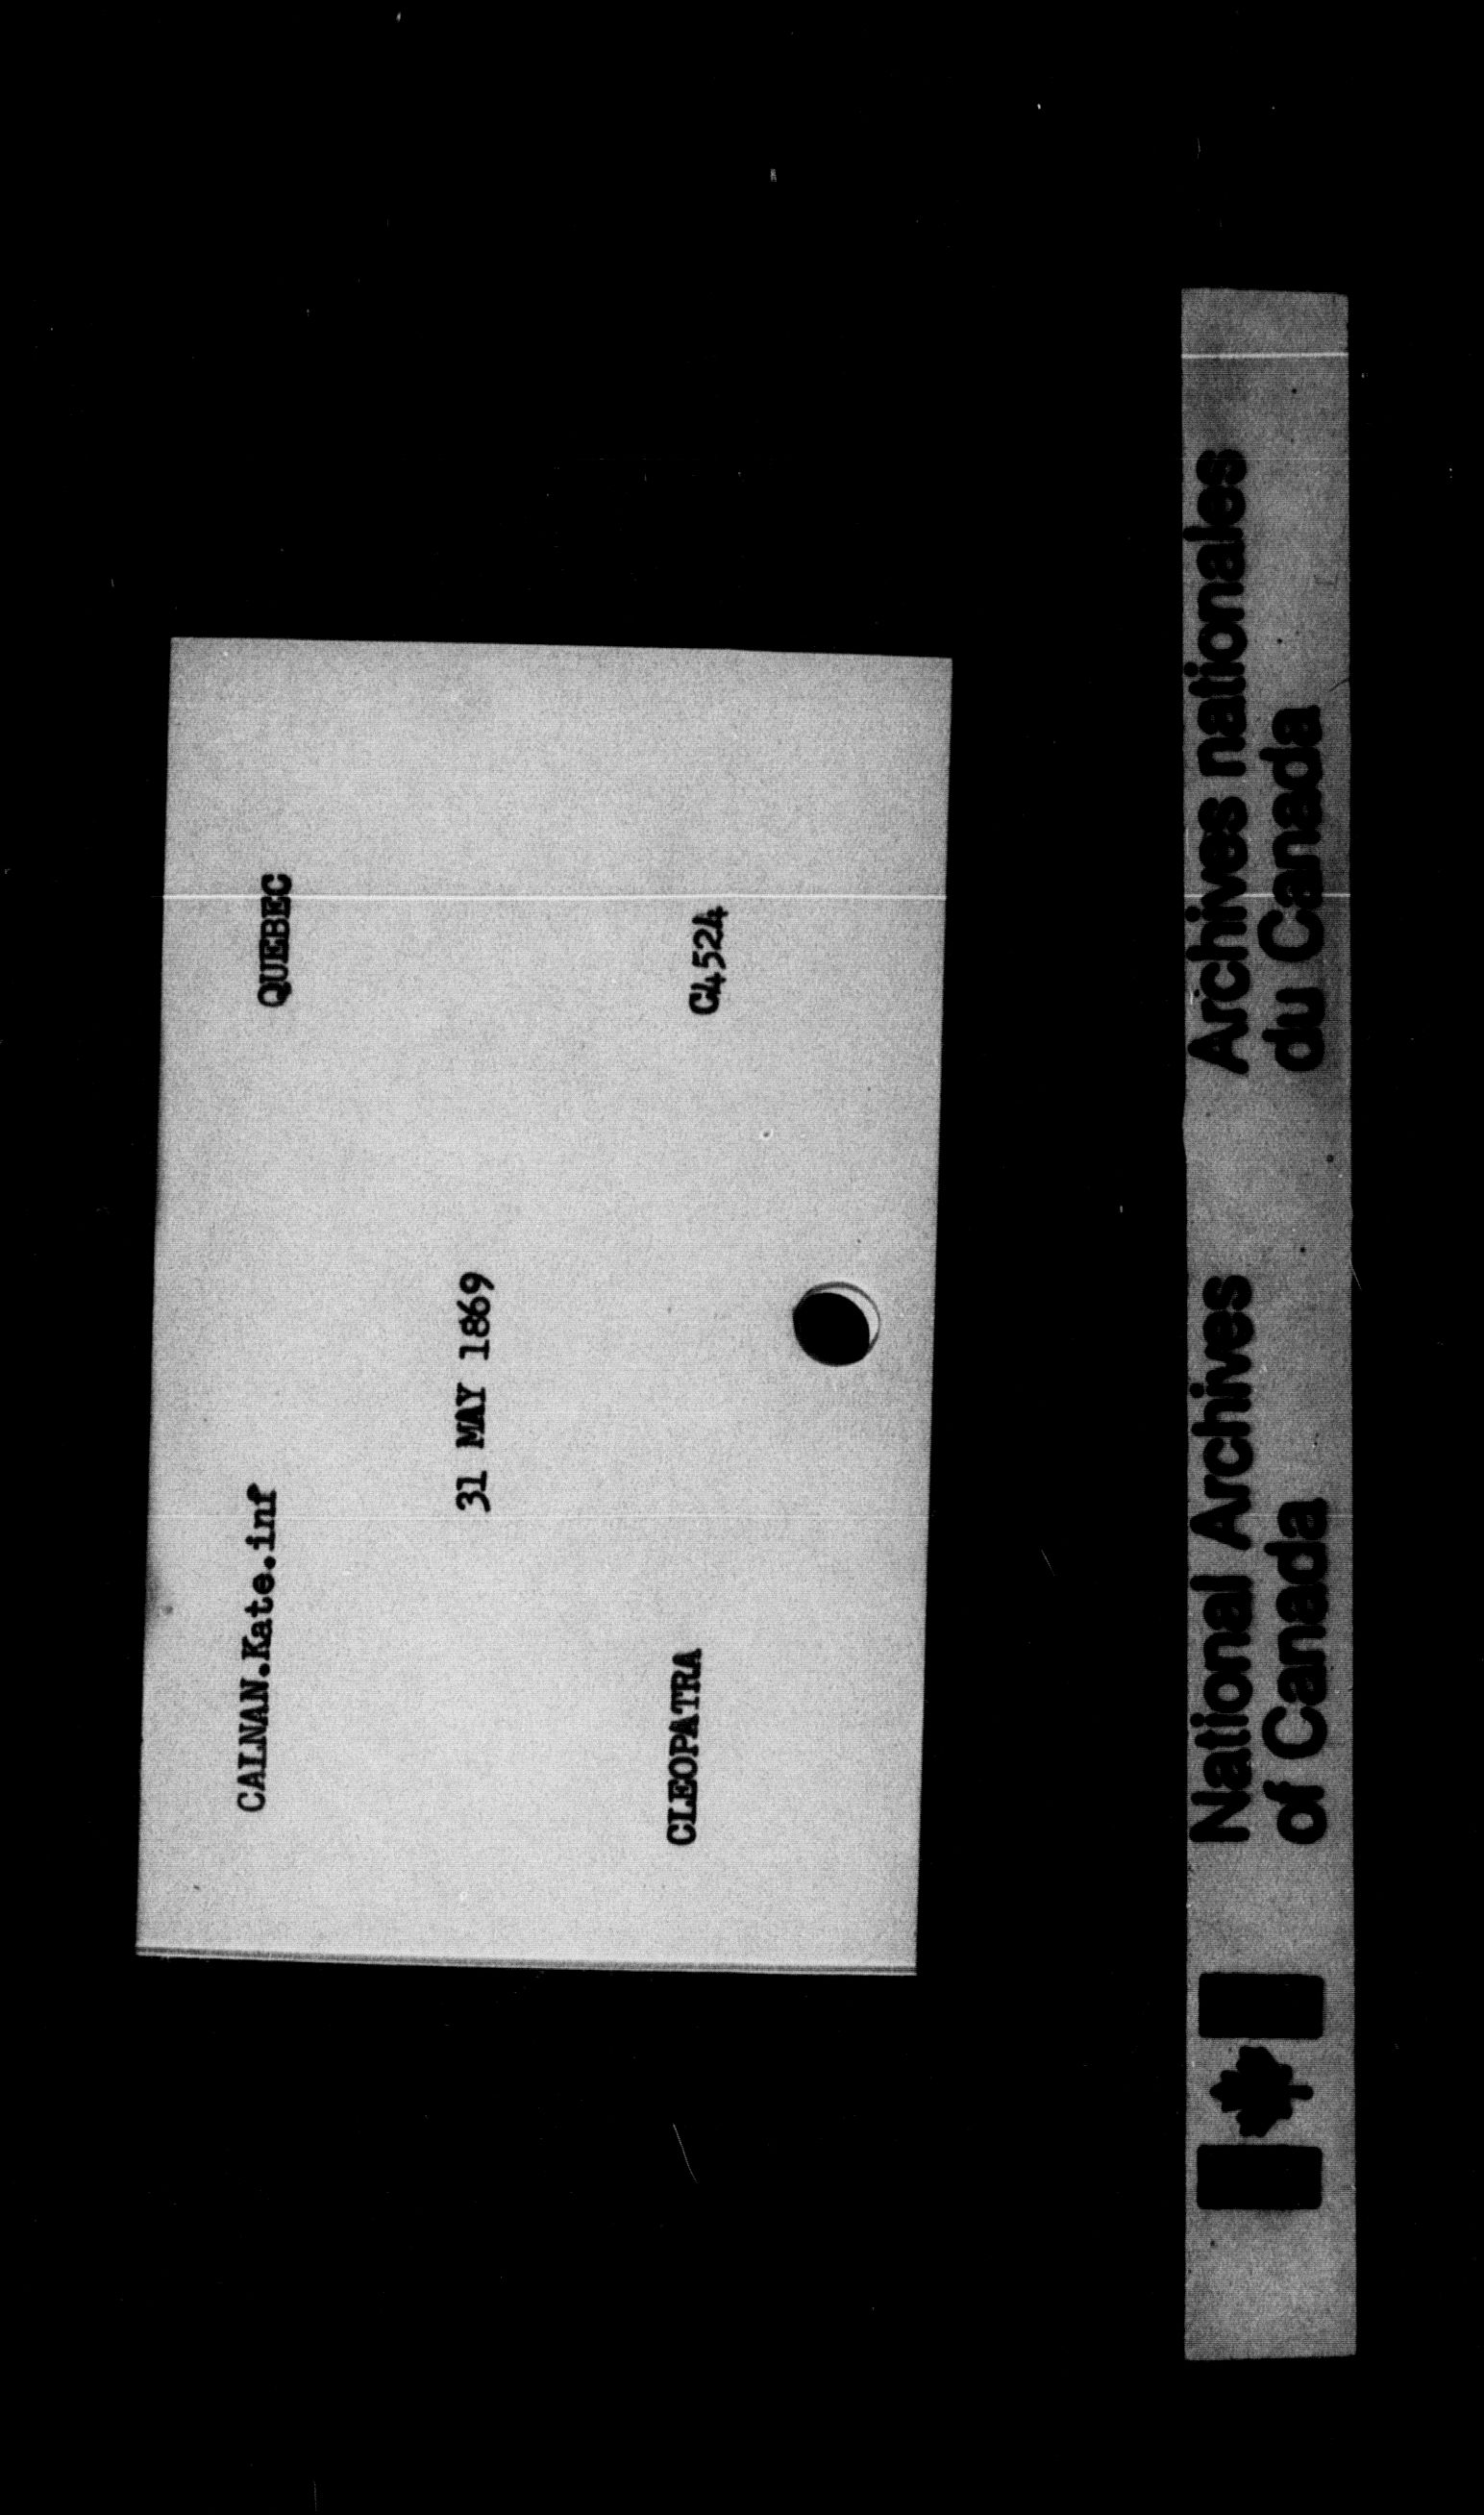 CALNAN.Kate.inf QUEBEC
31 MAY 1869
CLEOPATRA C4524
National Archives
of Canada
Archives nationales
du Canada